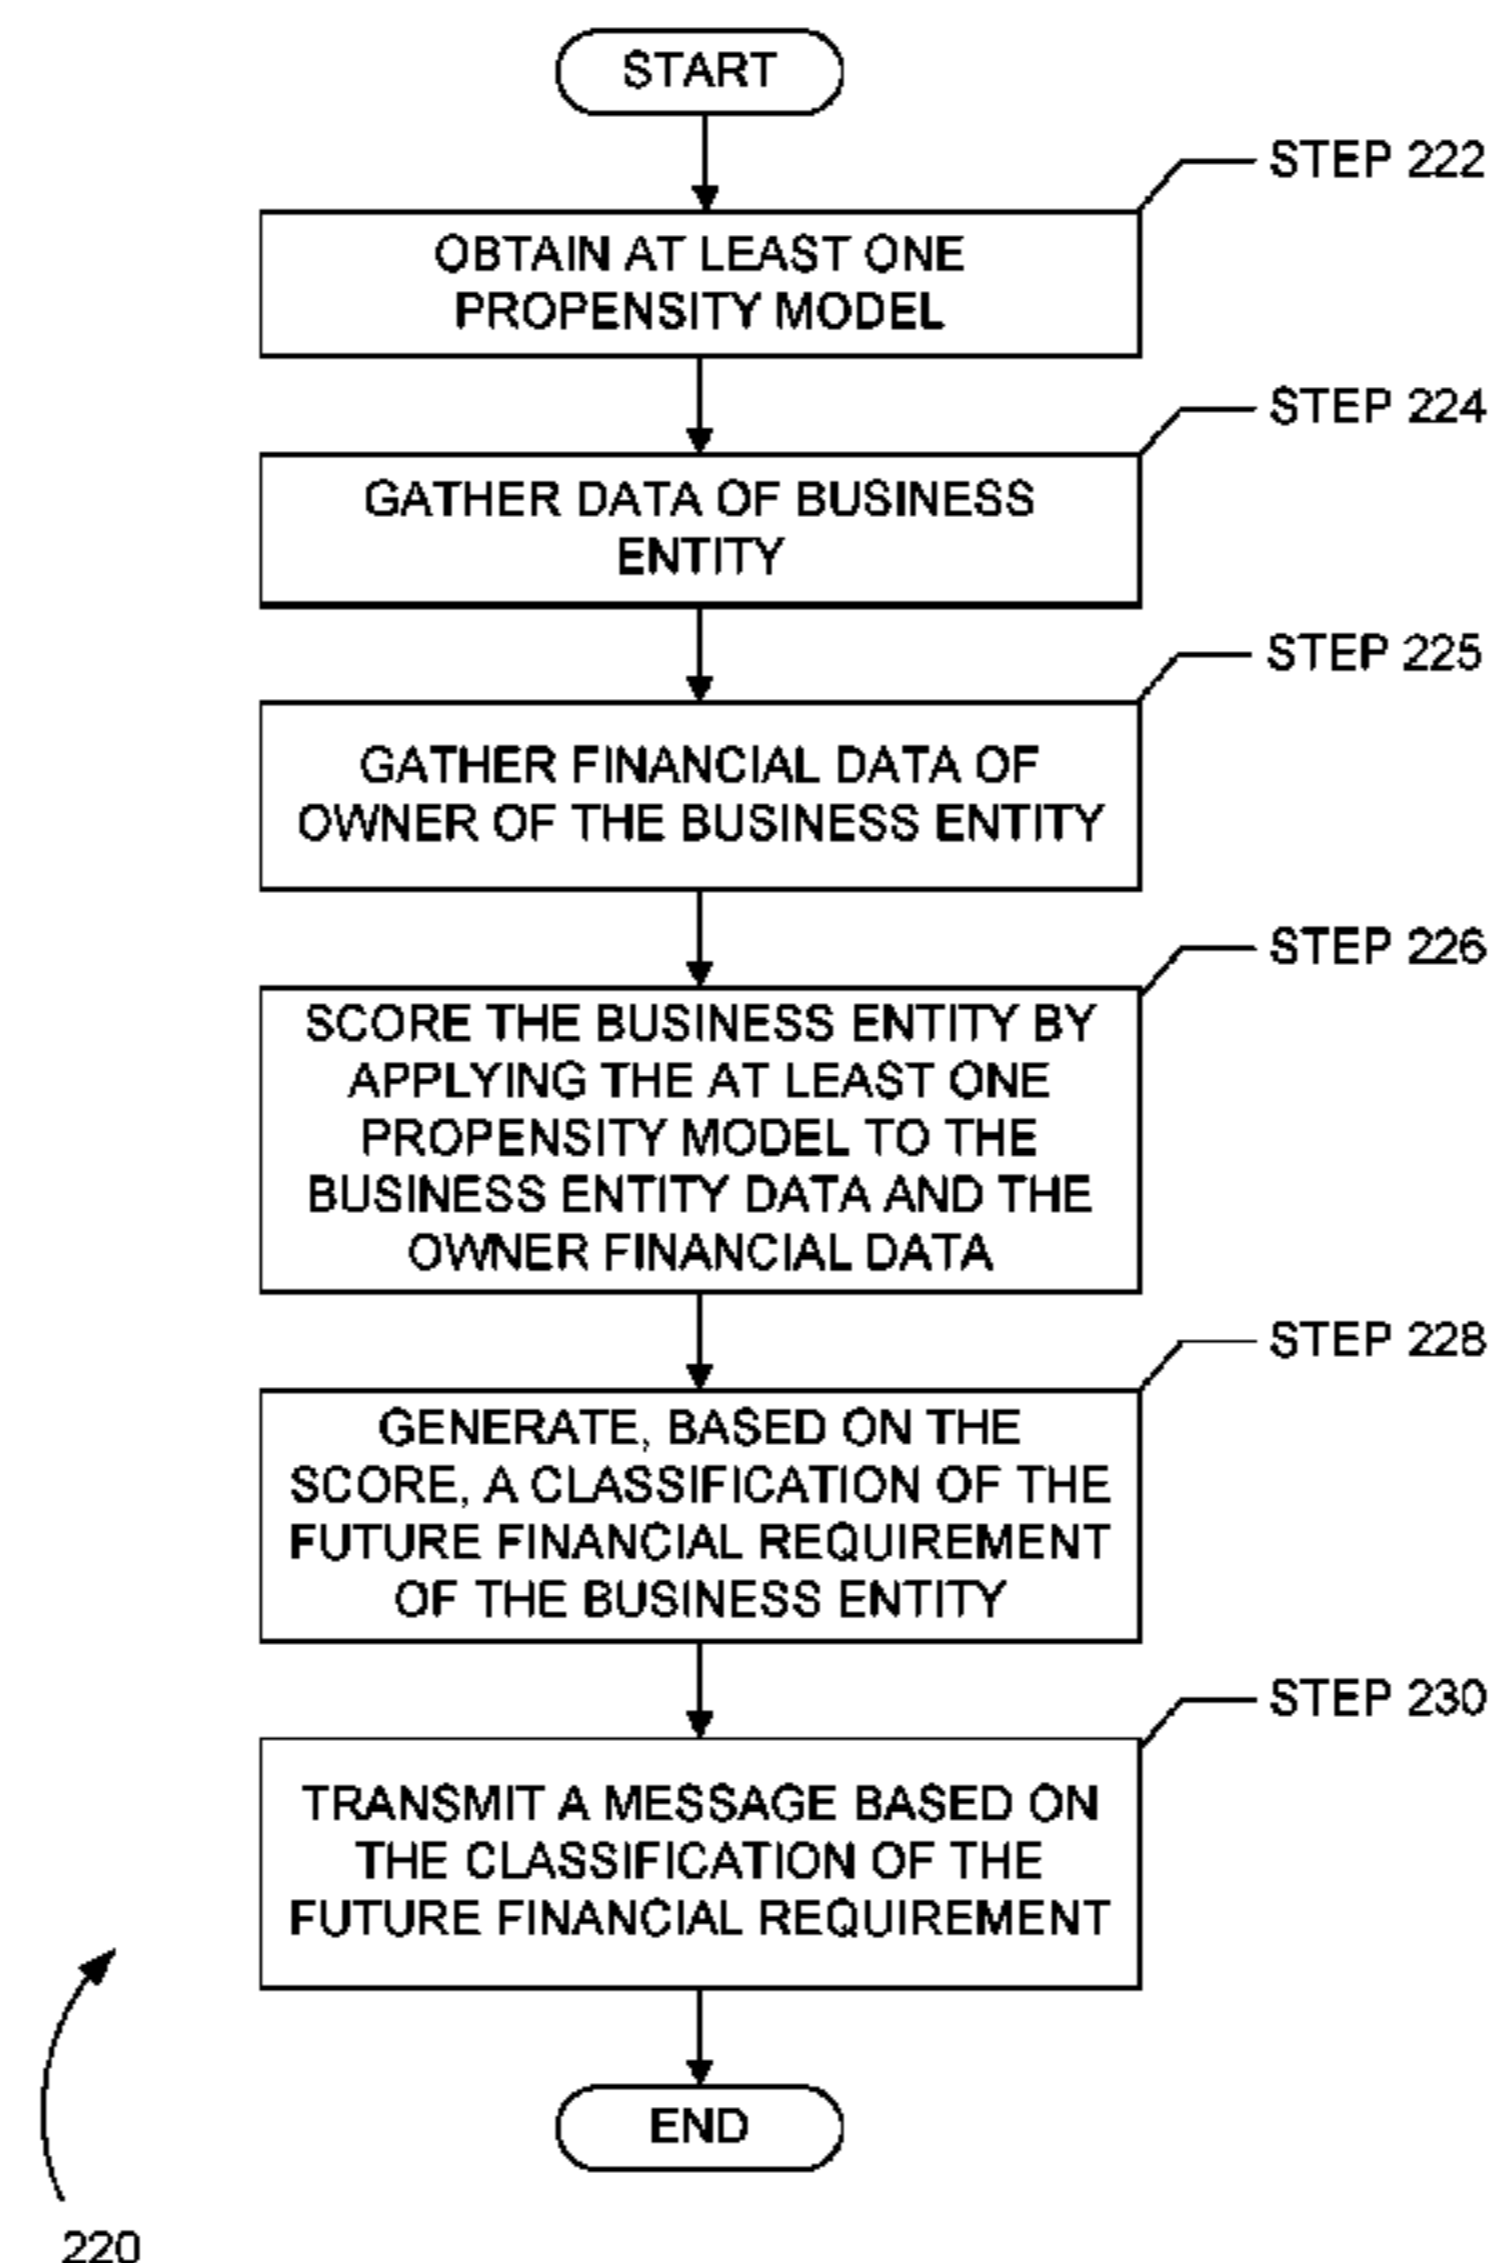 START
STEP 222
OBTAIN AT LEAST ONE
PROPENSITY MODEL
STEP 224
GATHER DATA OF BUSINESS
ENTITY
STEP 225
GATHER FINANCIAL DATA OF
OWNER OF THE BUSINESS ENTITY
STEP 226
SCORE THE BUSINESS ENTITY BY
APPLYING THE AT LEAST ONE
PROPENSITY MODEL TO THE
BUSINESS ENTITY DATA AND THE
OWNER FINANCIAL DATA
STEP 228
GENERATE, BASED ON THE
SCORE, A CLASSIFICATION OF THE
FUTURE FINANCIAL REQUIREMENT
OF THE BUSINESS ENTITY
STEP 230
TRANSMIT A MESSAGE BASED ON
THE CLASSIFICATION OF THE
FUTURE FINANCIAL REQUIREMENT
END
220